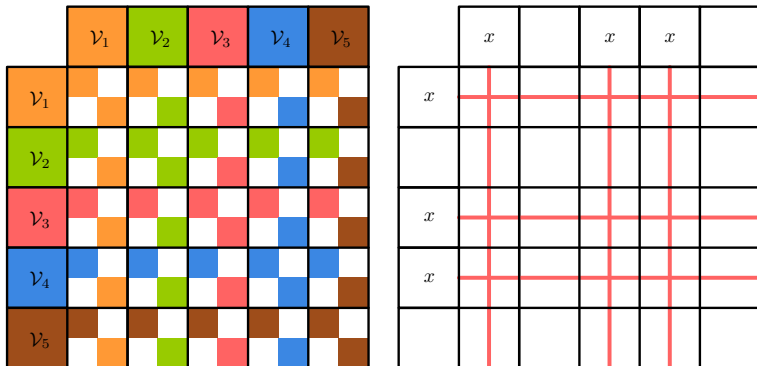 𝒱₁ 𝒱₂ 𝒱₃ 𝒱₄ 𝒱₅ x x x
𝒱₁ x
𝒱₂
𝒱₃ x
𝒱₄ x
𝒱₅